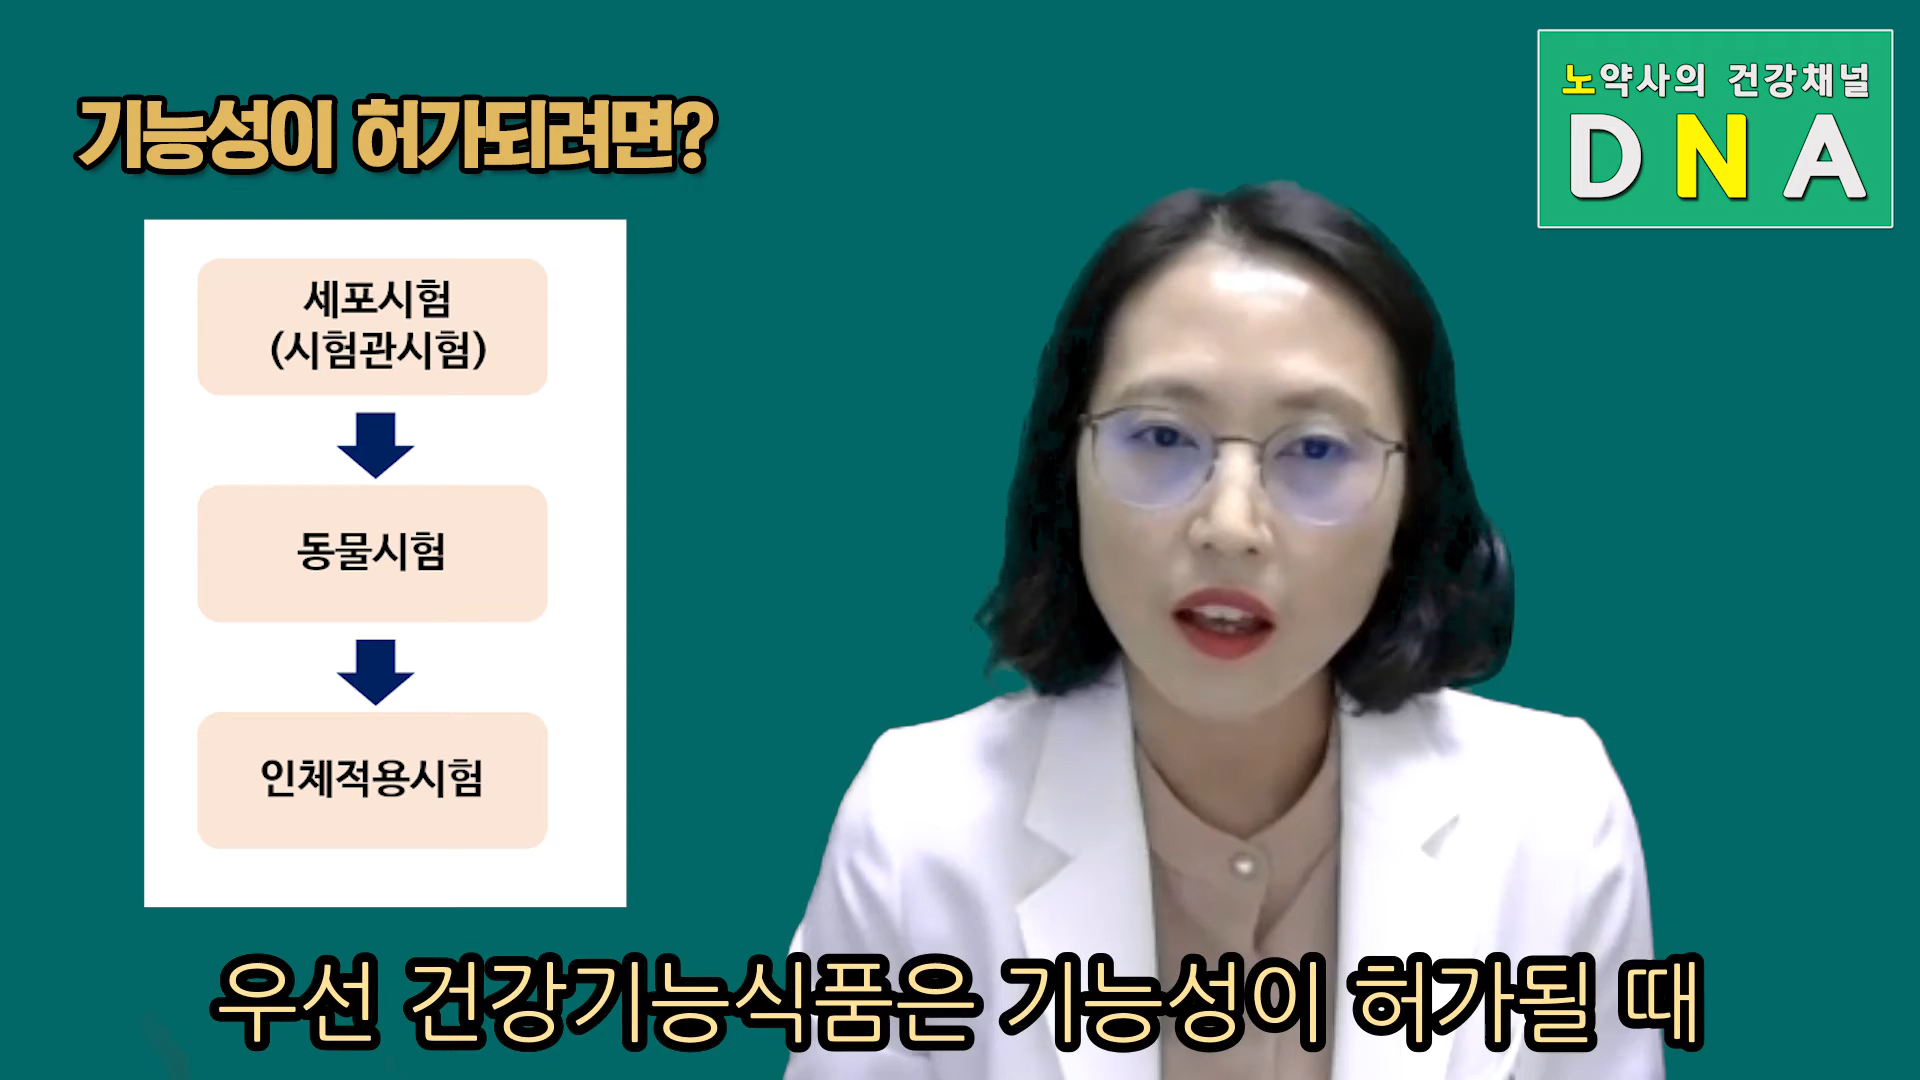 기능성이 허가되려면?
노약사의 건강채널
DNA
세포시험
(시험관시험)
동물시험
인체적용시험
우선 건강기능식품은 기능성이 허가될 때